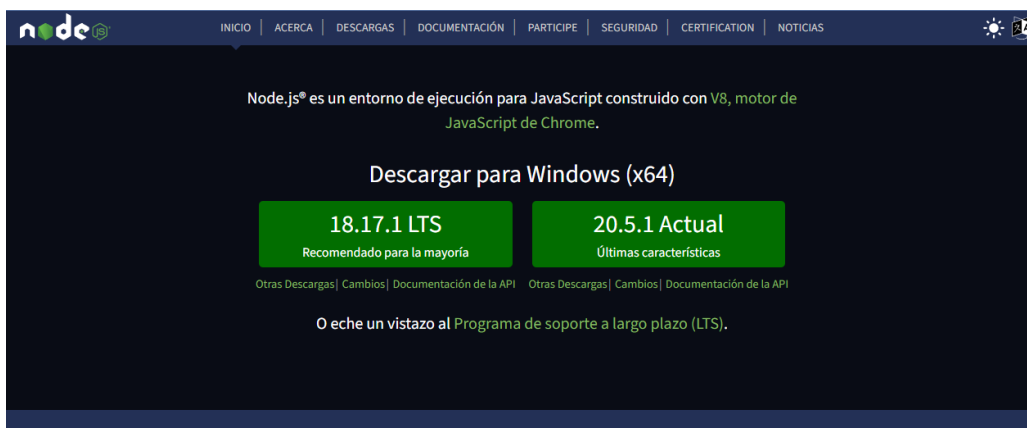 node JS
INICIO | ACERCA | DESCARGAS | DOCUMENTACIÓN | PARTICIPE | SEGURIDAD | CERTIFICATION | NOTICIAS
Node.js® es un entorno de ejecución para JavaScript construido con V8, motor de
JavaScript de Chrome.
Descargar para Windows (x64)
18.17.1 LTS
Recomendado para la mayoría
20.5.1 Actual
Últimas características
Otras Descargas| Cambios| Documentación de la API
Otras Descargas| Cambios| Documentación de la API
O eche un vistazo al Programa de soporte a largo plazo (LTS).